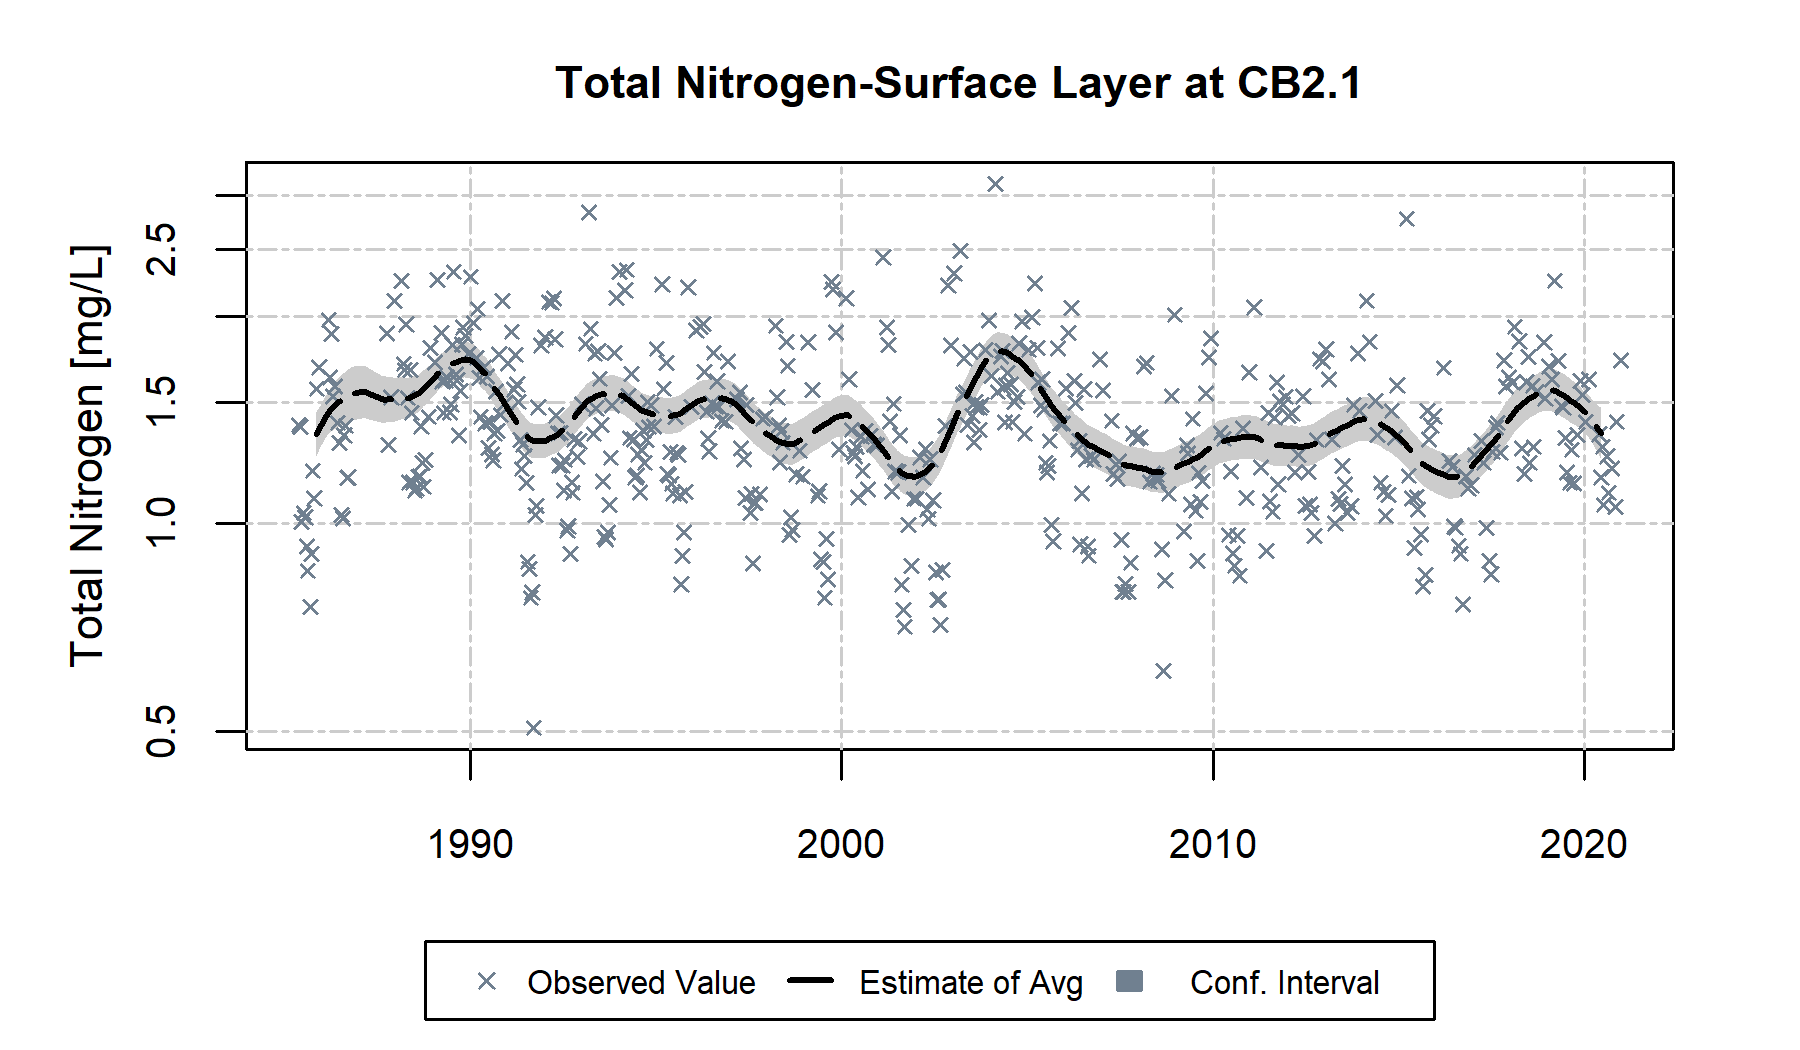 Total Nitrogen-Surface Layer at CB2.1
Total Nitrogen [mg/L]
2.5
1.5
1.0
0.5
1990 2000 2010 2020
Observed Value Estimate of Avg Conf. Interval